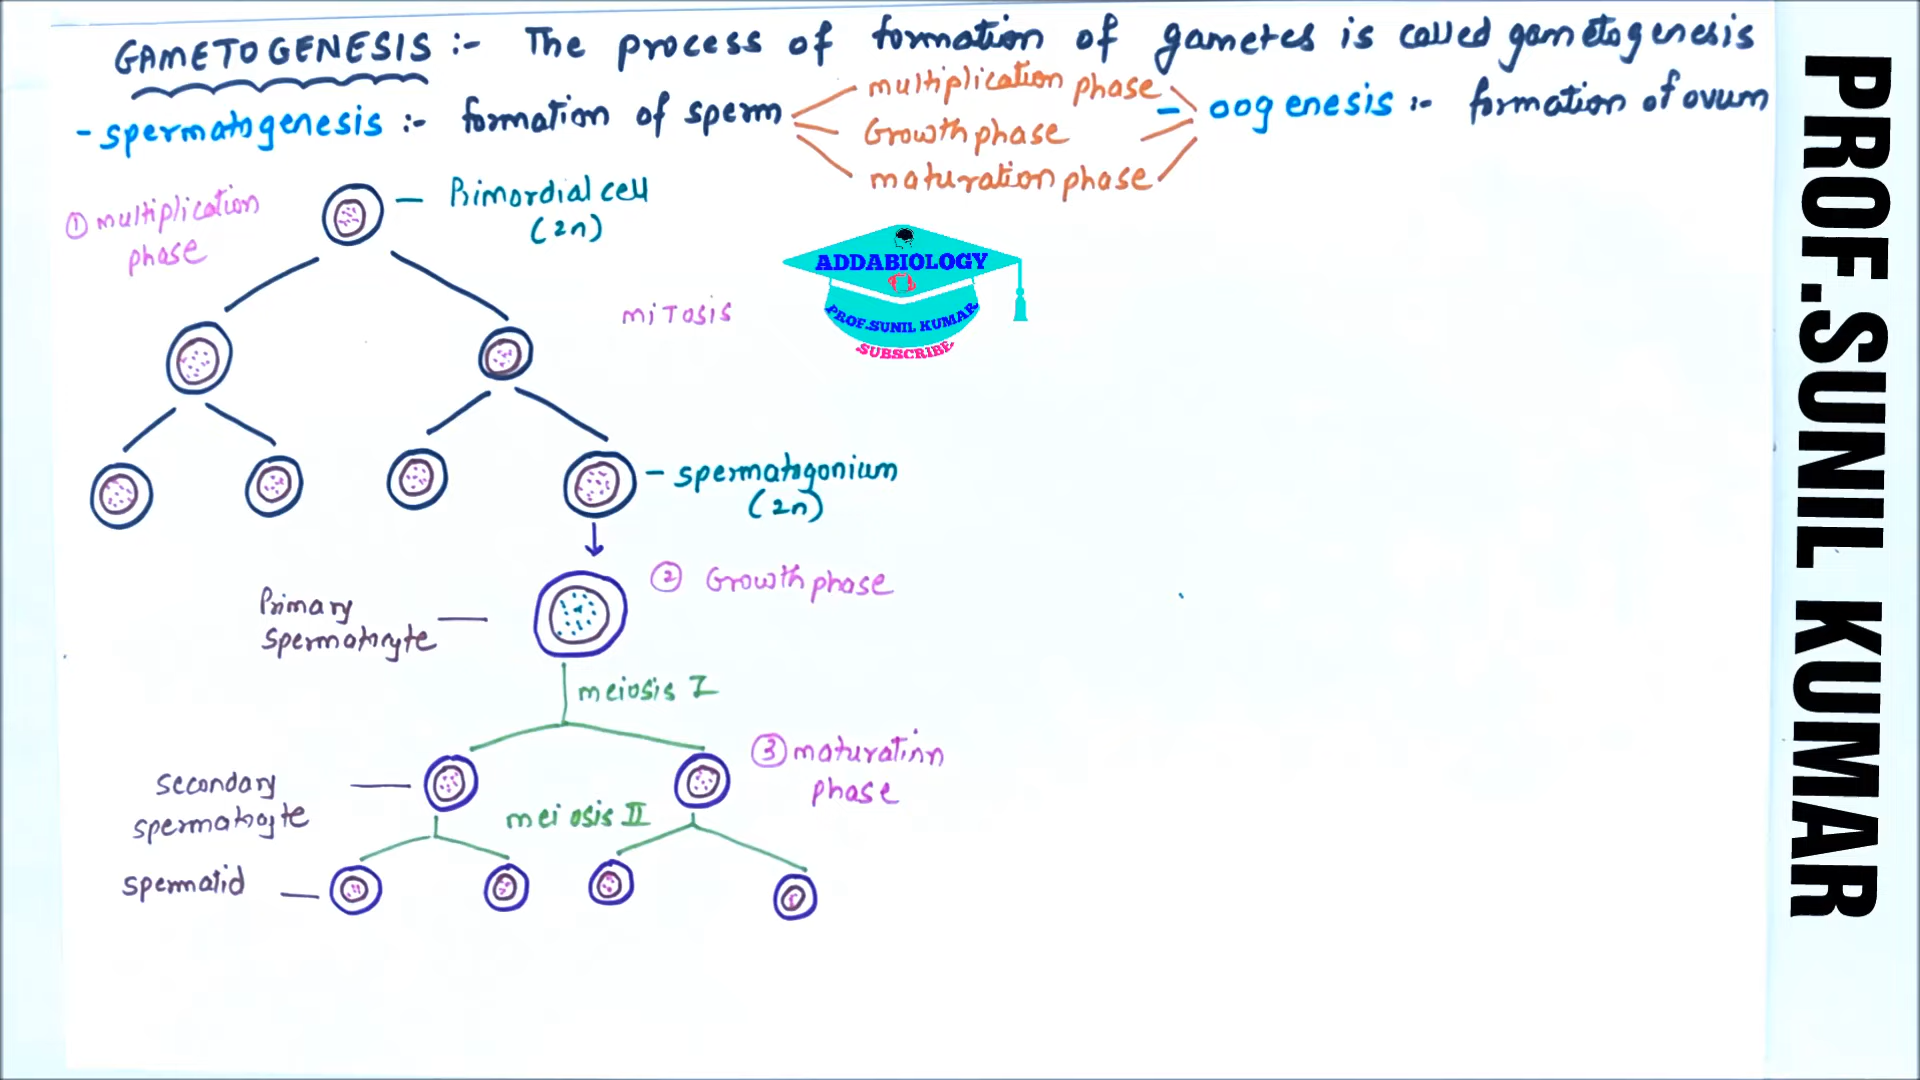 GAMETOGENESIS :- The process of formation of gametes is called gametogenesis
- spermatogenesis :- formation of sperm
multiplication phase
Growth phase
maturation phase
- oogenesis :- formation of ovum
① multiplication
phase
- Primordial cell
(2n)
ADDABIOLOGY
PROF.SUNIL KUMAR
SUBSCRIBE
miTosis
- spermatogonium
(2n)
② Growth phase
Primary
spermatocyte
meiosis I
③ maturation
phase
secondary
spermatocyte
meiosis II
spermatid
PROF.SUNIL KUMAR